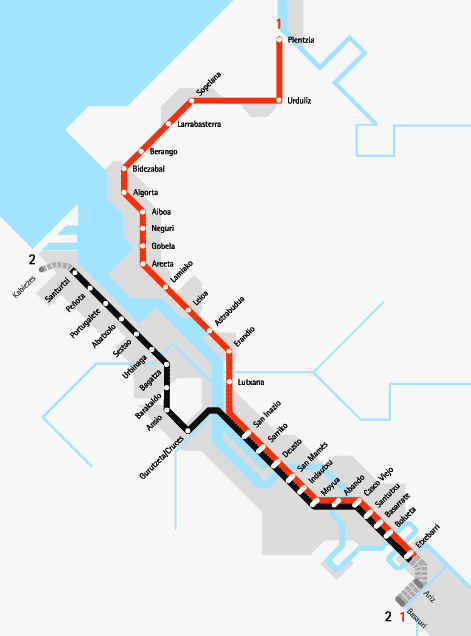 1
Plentzia
Sopelana
Urduliz
Larrabasterra
Berango
Bidezabal
Algorta
Aiboa
Neguri
Gobela
Areeta
2
Kabiezes
Santurtzi
Peñota
Portugalete
Abatxolo
Sestao
Urbinaga
Bagatza
Barakaldo
Ansio
Gurutzeta/Cruces
Lamiako
Leioa
Astrabudua
Erandio
Lutxana
San Inazio
Sarriko
Deusto
San Mamés
Indautxu
Moyua
Abando
Casco Viejo
Santutxu
Basarrate
Bolueta
Etxebarri
Ariz
Basauri
2 1